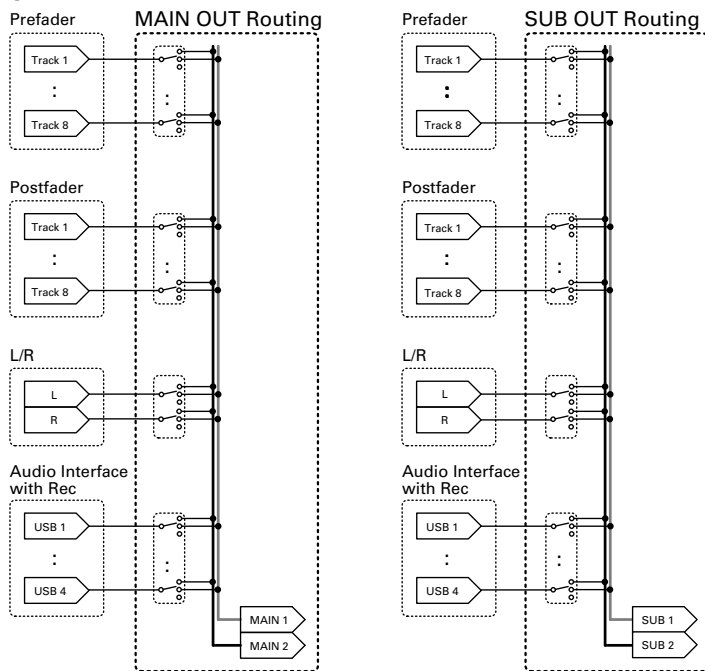 MAIN OUT Routing
Prefader
Track 1
:
:
Track 8
Postfader
Track 1
:
:
Track 8
L/R
L
R
Audio Interface
with Rec
USB 1
:
:
USB 4
MAIN 1
MAIN 2
SUB OUT Routing
Prefader
Track 1
:
:
Track 8
Postfader
Track 1
:
:
Track 8
L/R
L
R
Audio Interface
with Rec
USB 1
:
:
USB 4
SUB 1
SUB 2